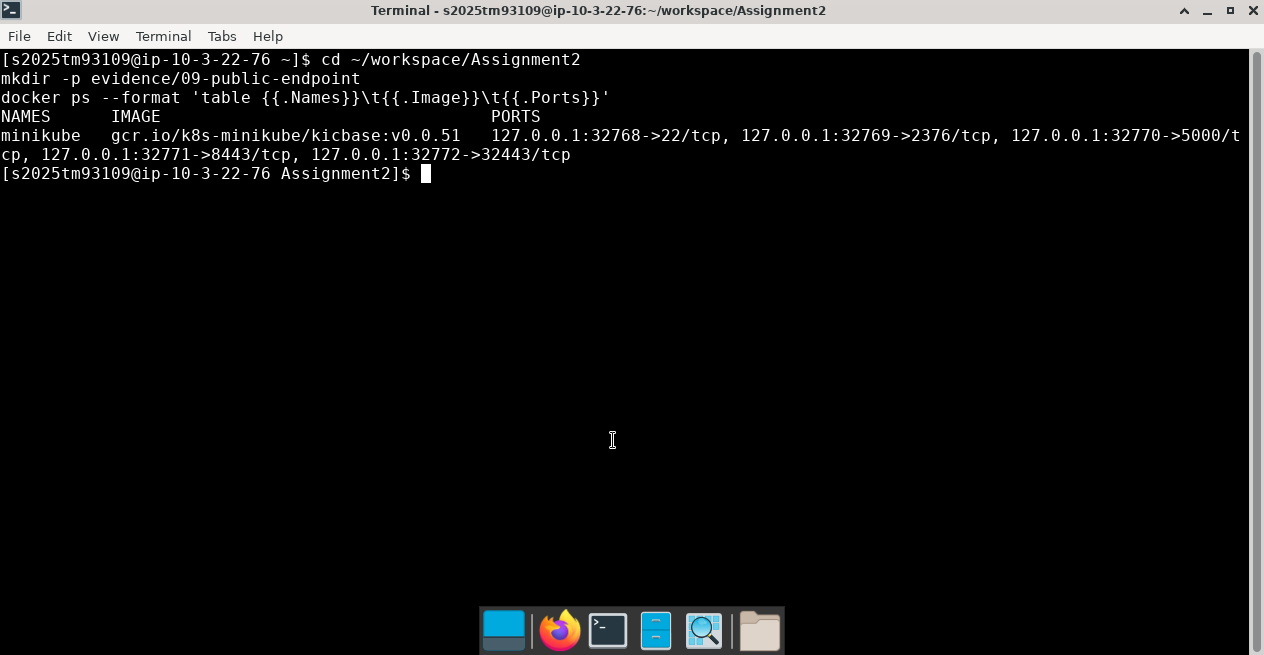 Terminal - s2025tm93109@ip-10-3-22-76:~/workspace/Assignment2
File Edit View Terminal Tabs Help
[s2025tm93109@ip-10-3-22-76 ~]$ cd ~/workspace/Assignment2
mkdir -p evidence/09-public-endpoint
docker ps --format 'table {{.Names}}\t{{.Image}}\t{{.Ports}}'
NAMES      IMAGE                                 PORTS
minikube   gcr.io/k8s-minikube/kicbase:v0.0.51   127.0.0.1:32768->22/tcp, 127.0.0.1:32769->2376/tcp, 127.0.0.1:32770->5000/t
cp, 127.0.0.1:32771->8443/tcp, 127.0.0.1:32772->32443/tcp
[s2025tm93109@ip-10-3-22-76 Assignment2]$